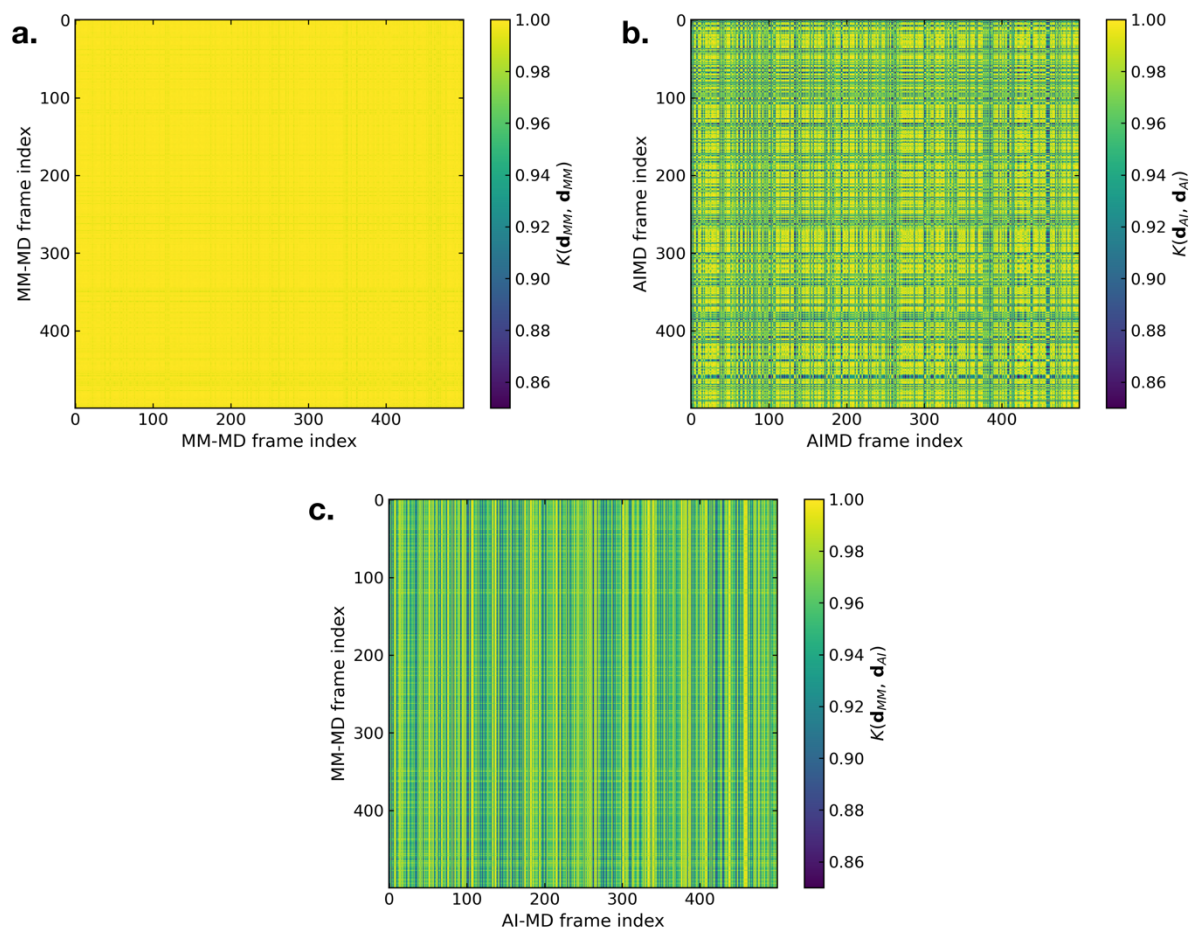 a.
0
100
200
300
400
MM-MD frame index
0 100 200 300 400
MM-MD frame index
1.00
0.98
0.96
0.94
0.92
0.90
0.88
0.86
K(d_MM, d_MM)
b.
0
100
200
300
400
AIMD frame index
0 100 200 300 400
AIMD frame index
1.00
0.98
0.96
0.94
0.92
0.90
0.88
0.86
K(d_AI, d_AI)
c.
0
100
200
300
400
MM-MD frame index
0 100 200 300 400
AI-MD frame index
1.00
0.98
0.96
0.94
0.92
0.90
0.88
0.86
K(d_MM, d_AI)